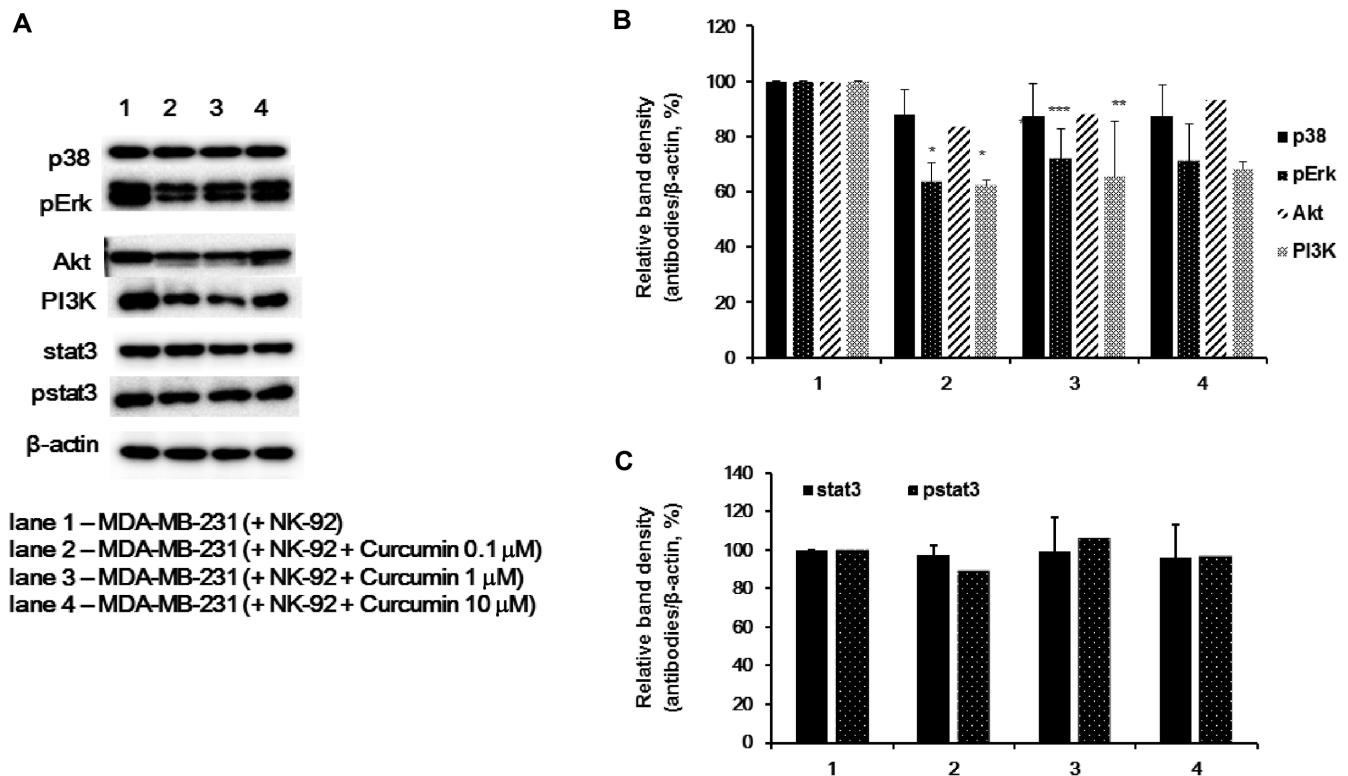 A
1 2 3 4
p38
pErk
Akt
PI3K
stat3
pstat3
β-actin
lane 1 – MDA-MB-231 (+ NK-92)
lane 2 – MDA-MB-231 (+ NK-92 + Curcumin 0.1 μM)
lane 3 – MDA-MB-231 (+ NK-92 + Curcumin 1 μM)
lane 4 – MDA-MB-231 (+ NK-92 + Curcumin 10 μM)
B
Relative band density
(antibodies/β-actin, %)
120
100
80
60
40
20
0
* * * *** **
1 2 3 4
p38
pErk
Akt
PI3K
C
Relative band density
(antibodies/β-actin, %)
140
120
100
80
60
40
20
0
stat3 pstat3
1 2 3 4